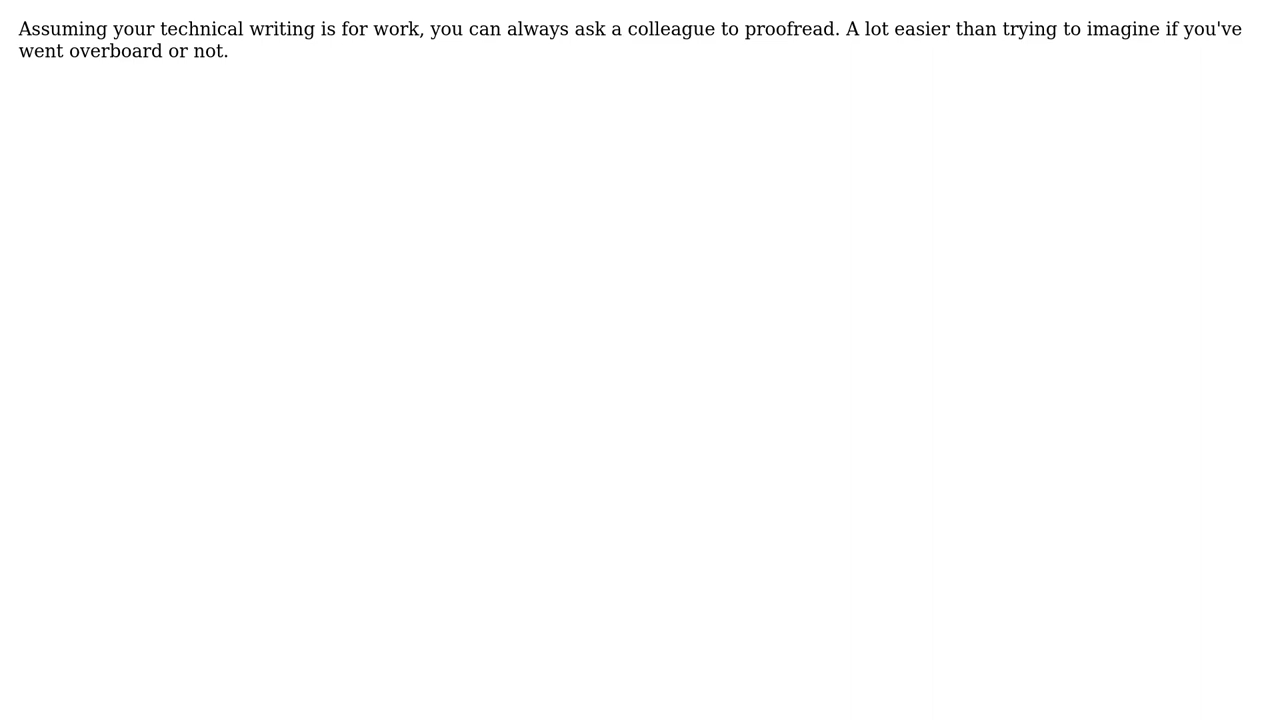 Assuming your technical writing is for work, you can always ask a colleague to proofread. A lot easier than trying to imagine if you've
went overboard or not.